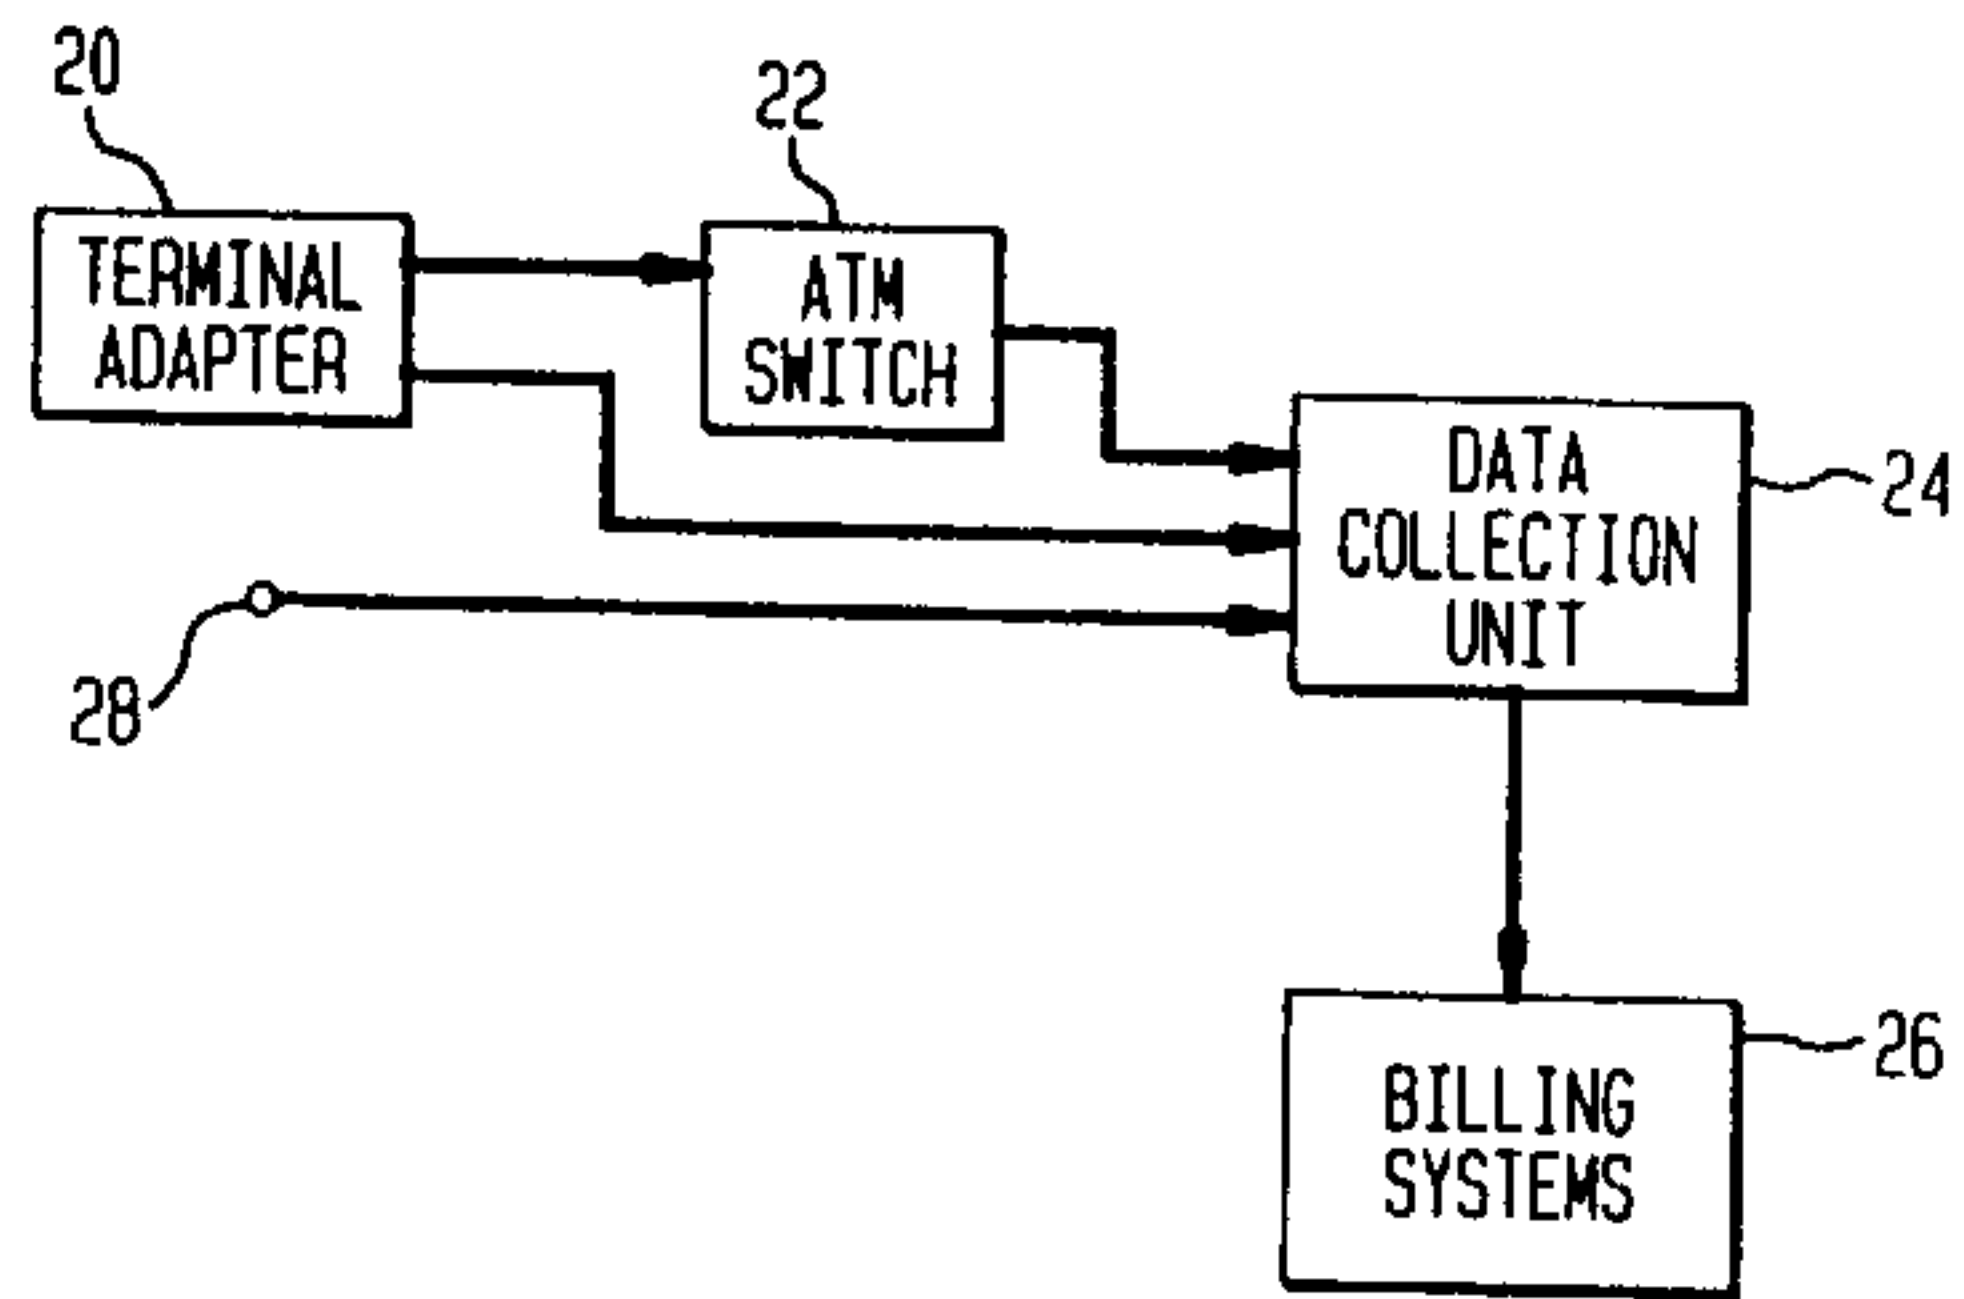 20
22
TERMINAL
ADAPTER
ATM
SWITCH
DATA
COLLECTION
UNIT
24
28
26
BILLING
SYSTEMS